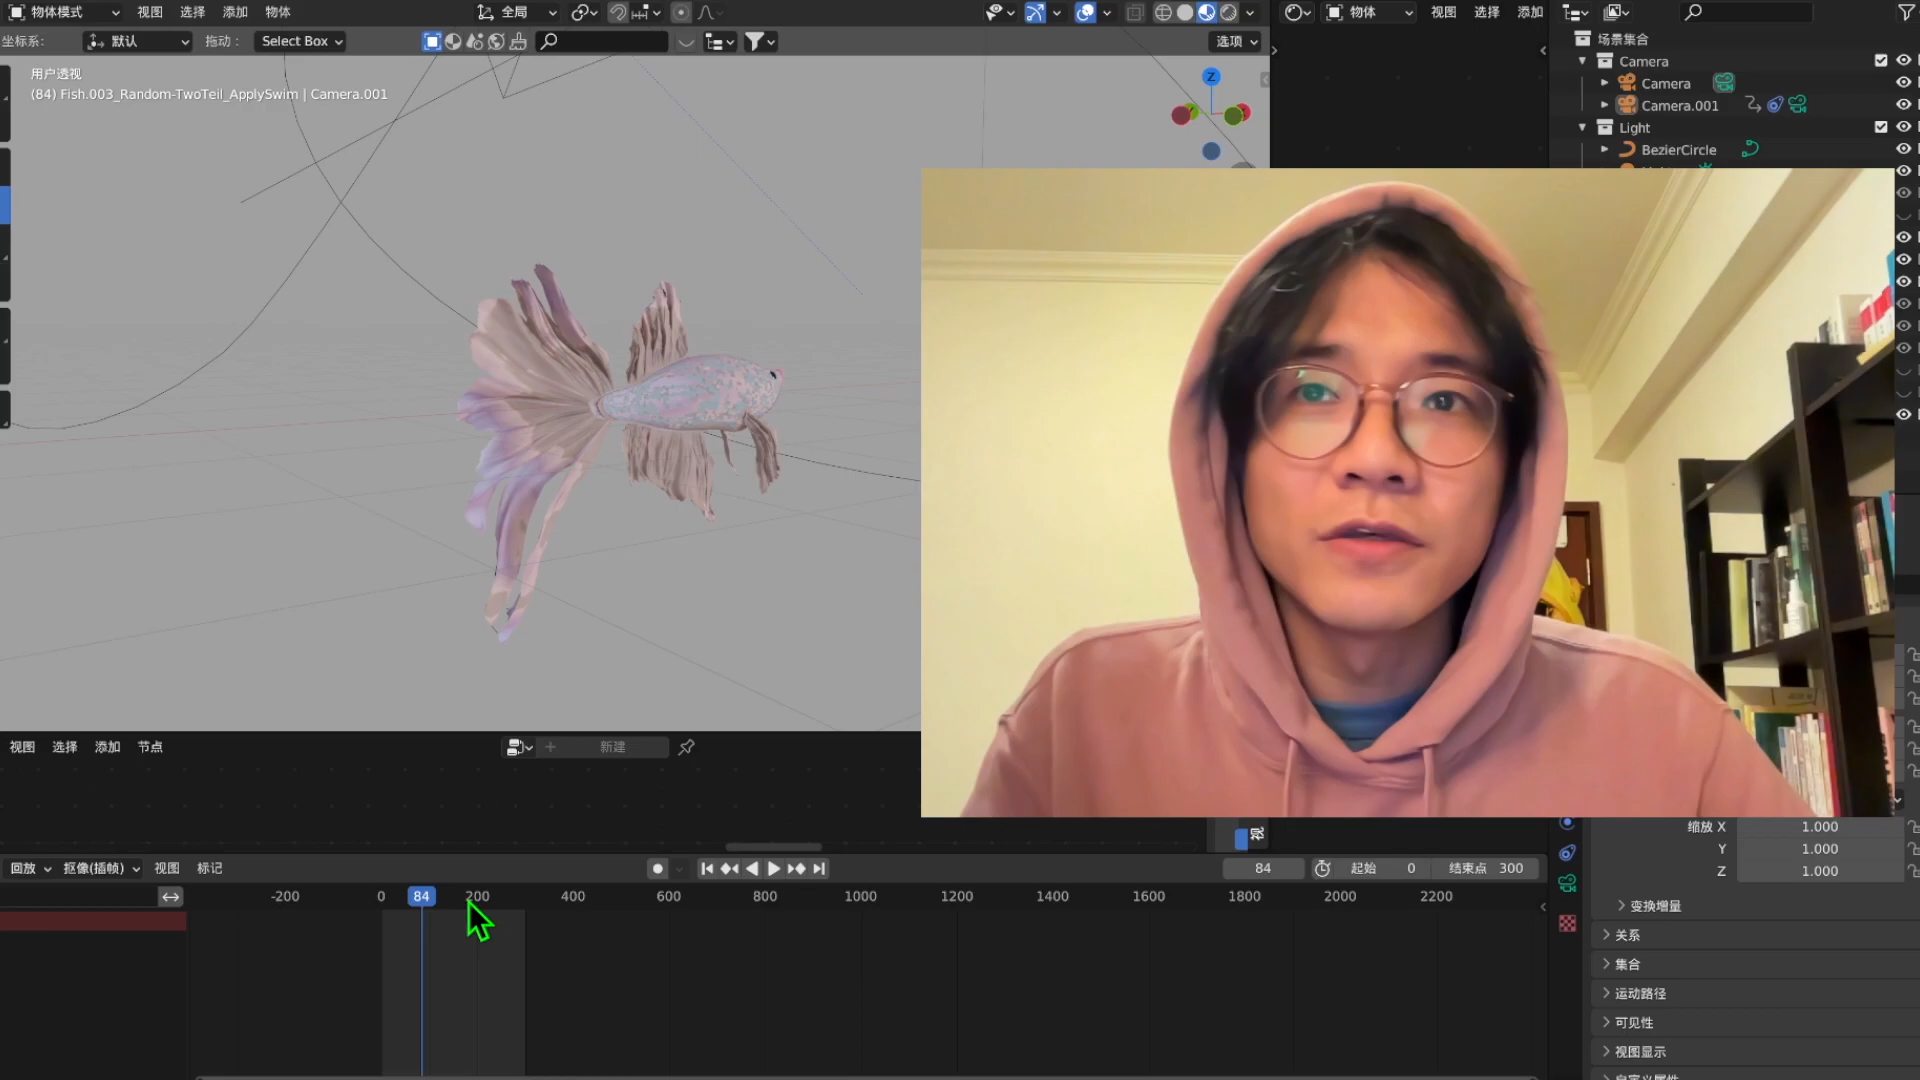 物体模式 视图 选择 添加 物体 全局 物体 视图 选择 添加
坐标系: 默认 拖动: Select Box 选项
场景集合
Camera
Camera
Camera.001
Light
BezierCircle
用户透视
(84) Fish.003_Random-TwoTeil_ApplySwim | Camera.001
Z
视图 选择 添加 节点 新建
缩放 X 1.000
Y 1.000
Z 1.000
变换增量
关系
集合
运动路径
可见性
视图显示
回放 抠像(插帧) 视图 标记 84 起始 0 结束点 300
-200 0 84 200 400 600 800 1000 1200 1400 1600 1800 2000 2200